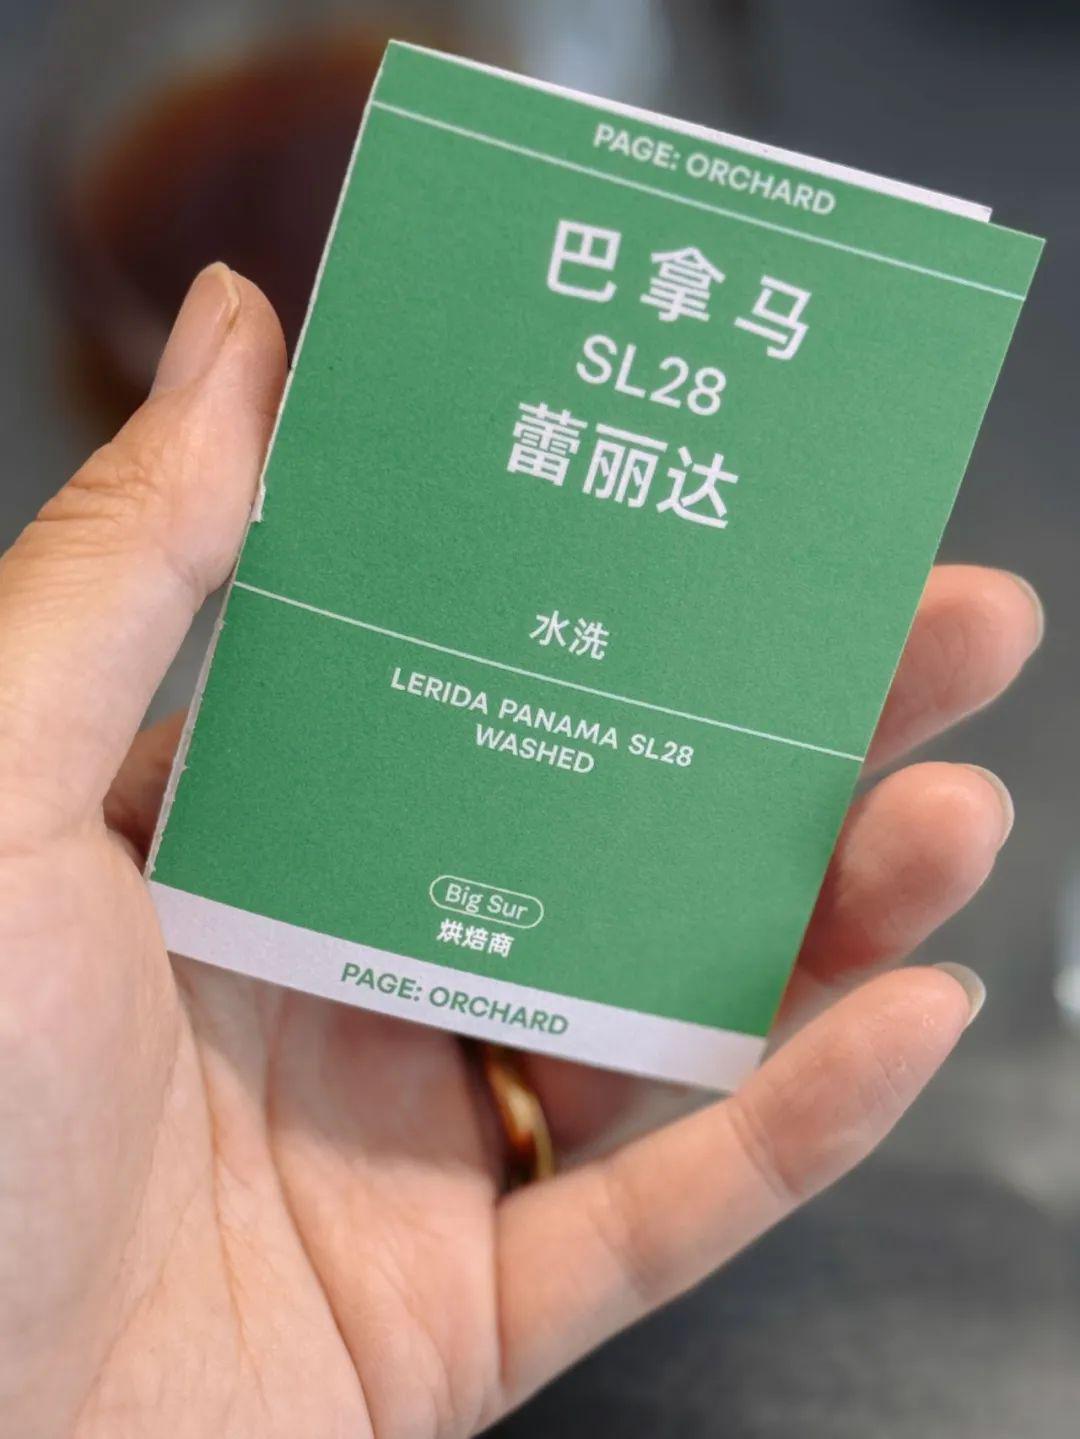 PAGE: ORCHARD
巴拿马
SL28
蕾丽达
水洗
LERIDA PANAMA SL28
WASHED
Big Sur
烘焙商
PAGE: ORCHARD